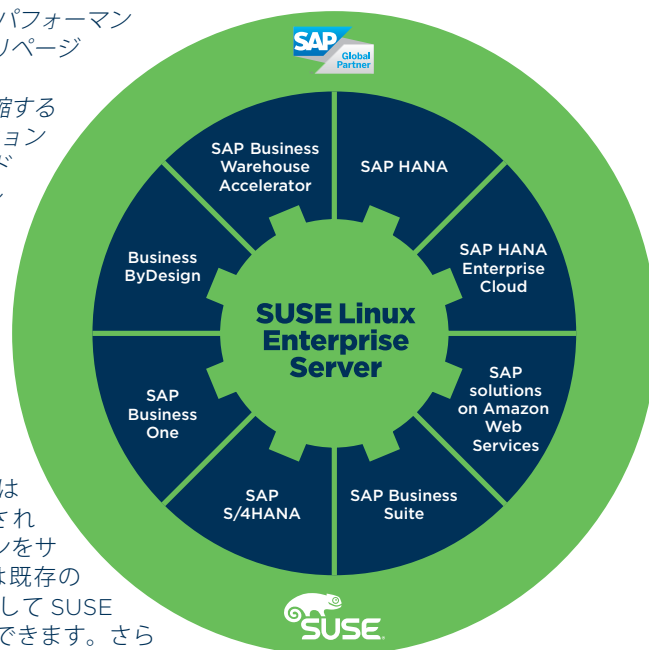 パフォーマン
リページ
縮する
ョン
ド
は
され
ンをサ
は既存の
して SUSE
できます。さら
SAP
Global
Partner
SAP Business
Warehouse
Accelerator
SAP HANA
SAP HANA
Enterprise
Cloud
SAP
solutions
on Amazon
Web
Services
SAP Business
Suite
SAP
S/4HANA
SAP
Business
One
Business
ByDesign
SUSE Linux
Enterprise
Server
SUSE